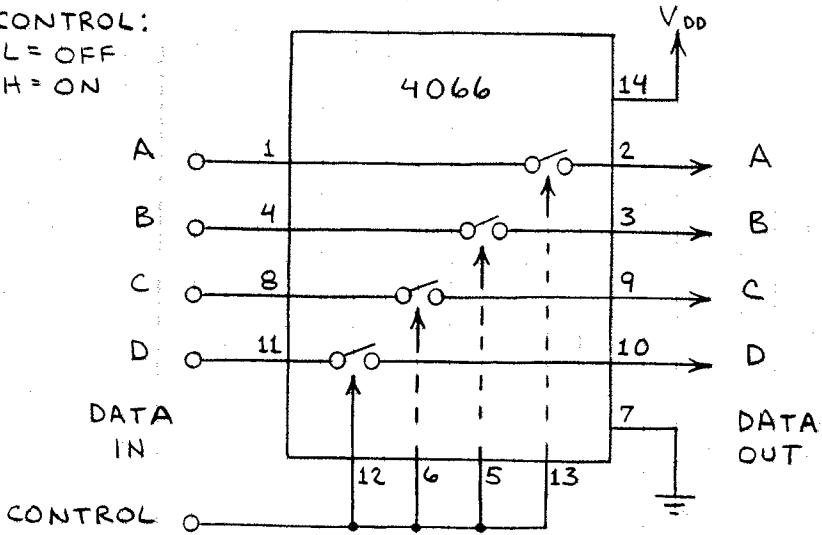 CONTROL:
L = OFF
H = ON
V DD
4066
14
A 1 2 A
B 4 3 B
C 8 9 C
D 11 10 D
7
DATA
IN
DATA
OUT
12 6 5 13
CONTROL